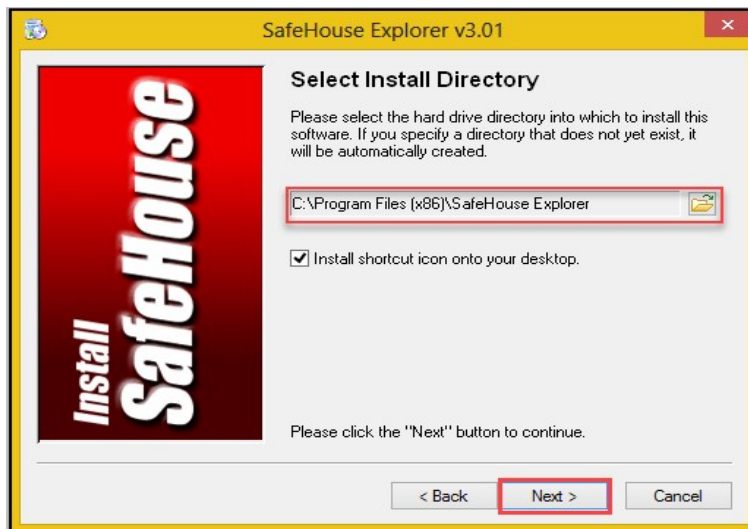 SafeHouse Explorer v3.01
Install
SafeHouse
Select Install Directory
Please select the hard drive directory into which to install this
software. If you specify a directory that does not yet exist, it
will be automatically created.
C:\Program Files (x86)\SafeHouse Explorer
Install shortcut icon onto your desktop.
Please click the "Next" button to continue.
< Back
Next >
Cancel